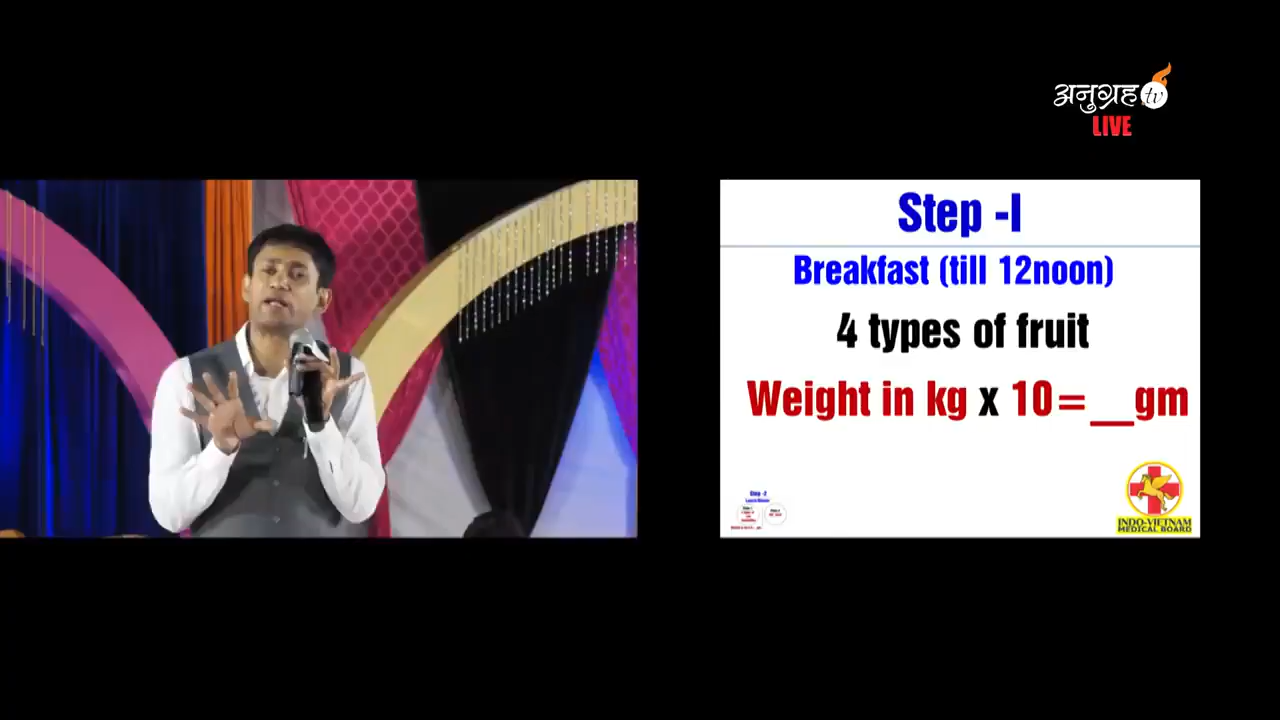 अनुग्रह tv
LIVE
Step -I
Breakfast (till 12noon)
4 types of fruit
Weight in kg x 10=__gm
INDO-VIETNAM
MEDICAL BOARD